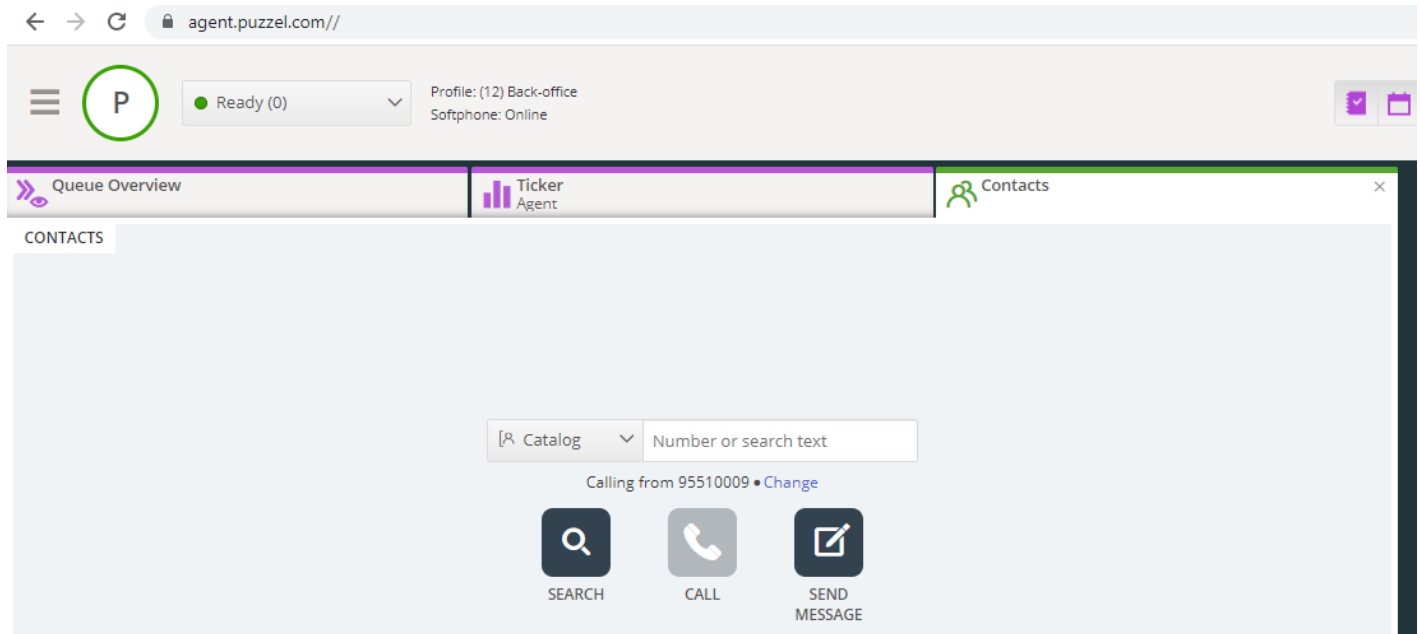 agent.puzzel.com//
P
Ready (0)
Profile: (12) Back-office
Softphone: Online
Queue Overview
Ticker
Agent
Contacts
CONTACTS
Catalog
Number or search text
Calling from 95510009 • Change
SEARCH
CALL
SEND
MESSAGE